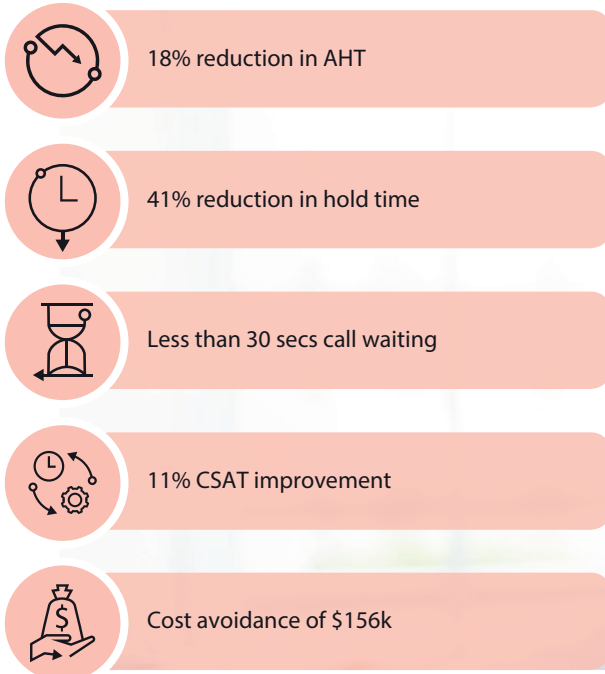 18% reduction in AHT
41% reduction in hold time
Less than 30 secs call waiting
11% CSAT improvement
$
Cost avoidance of $156k